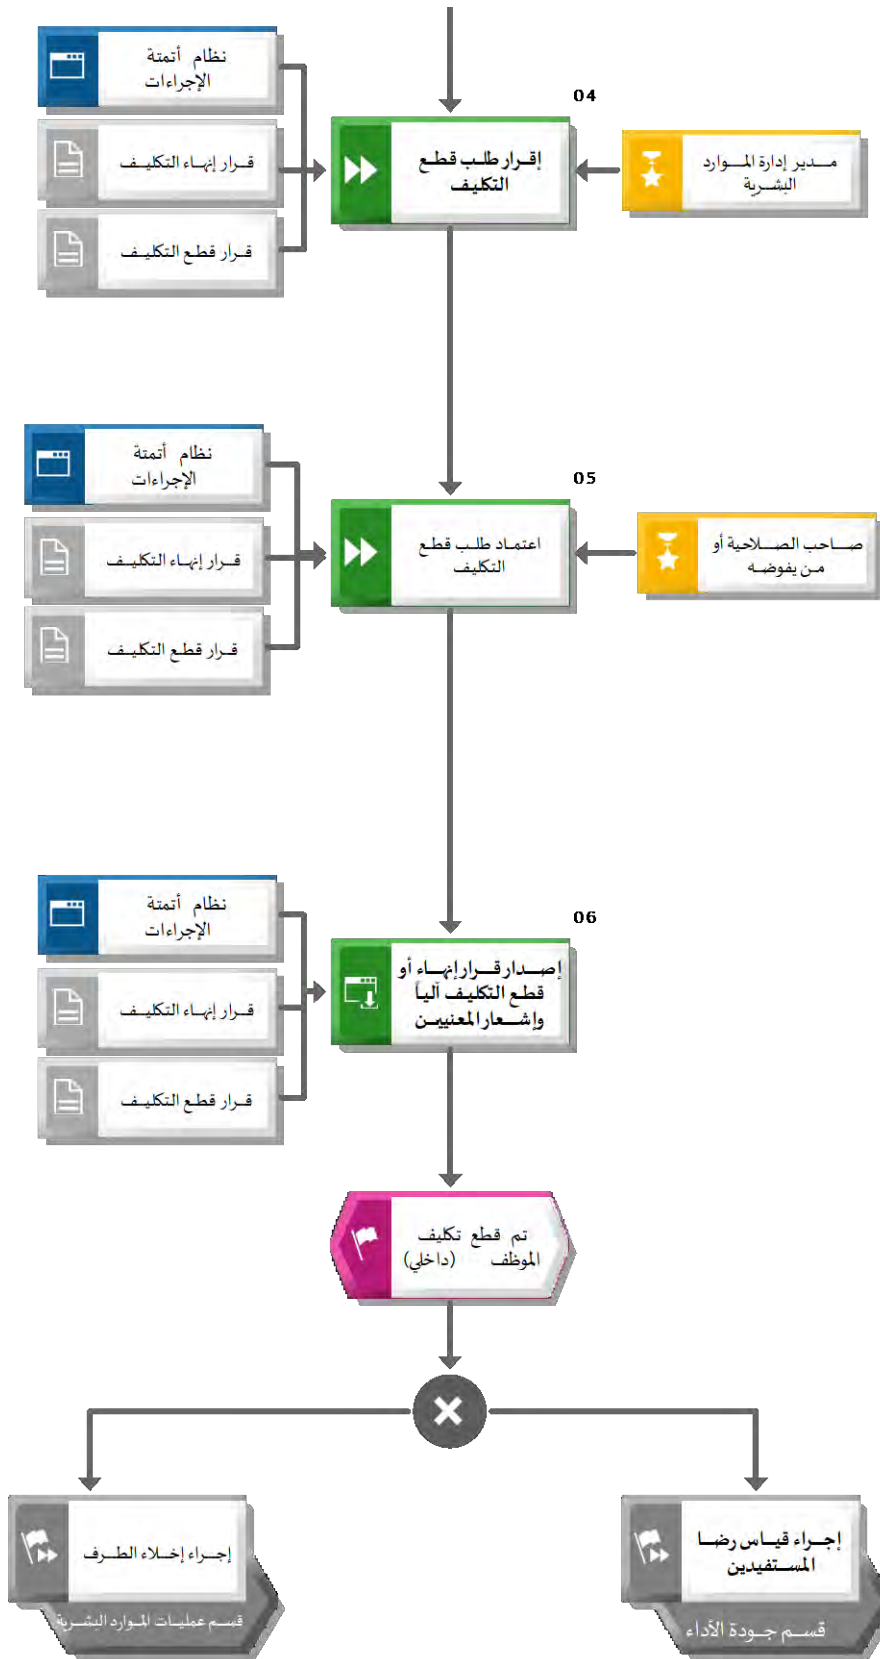 04
نظام أتمتة
الإجراءات
قرار إنهاء التكليف
قرار قطع التكليف
إقرار طلب قطع
التكليف
مدير إدارة الموارد
البشرية
05
نظام أتمتة
الإجراءات
قرار إنهاء التكليف
قرار قطع التكليف
اعتماد طلب قطع
التكليف
صاحب الصلاحية أو
من يفوضه
06
نظام أتمتة
الإجراءات
قرار إنهاء التكليف
قرار قطع التكليف
إصدار قرار إنهاء أو
قطع التكليف آلياً
وإشعار المعنيين
تم قطع تكليف
الموظف (داخلي)
إجراء قياس رضا
المستفيدين
قسم جودة الأداء
إجراء إخلاء الطرف
قسم عمليات الموارد البشرية